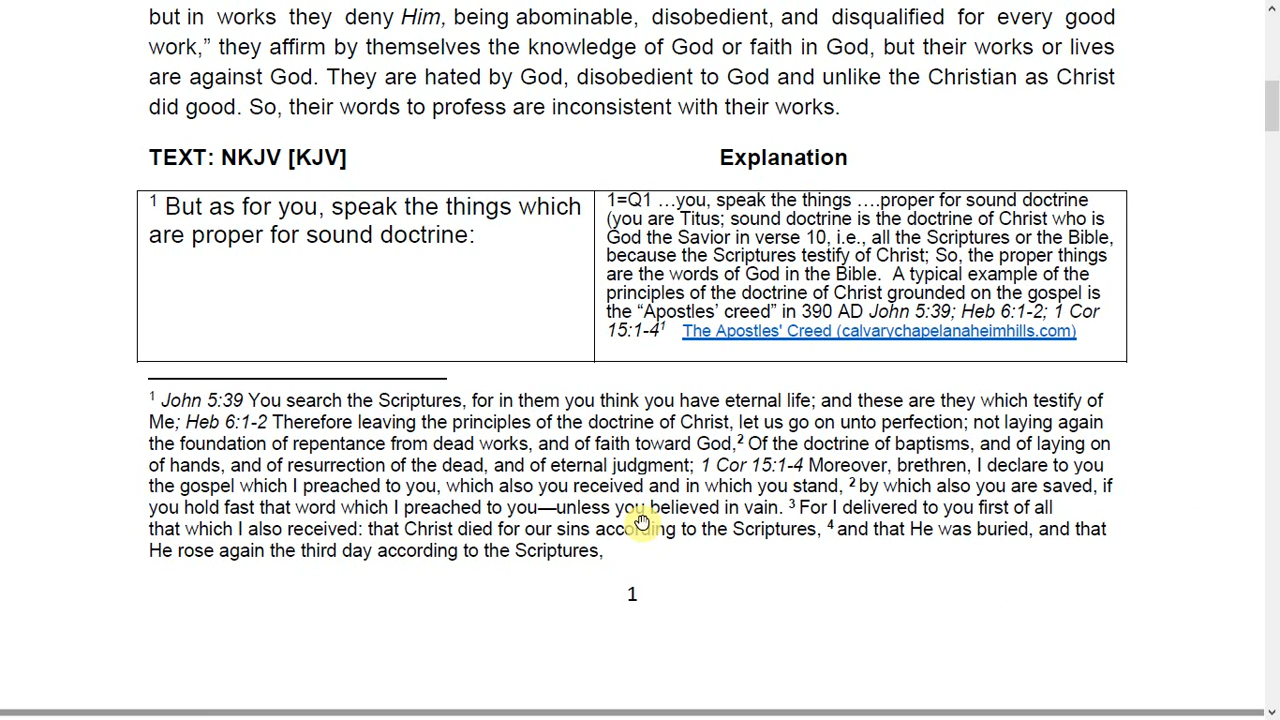 but in works they deny Him, being abominable, disobedient, and disqualified for every good
work,” they affirm by themselves the knowledge of God or faith in God, but their works or lives
are against God. They are hated by God, disobedient to God and unlike the Christian as Christ
did good. So, their words to profess are inconsistent with their works.
TEXT: NKJV [KJV] Explanation
1 But as for you, speak the things which
are proper for sound doctrine:
1=Q1 …you, speak the things ….proper for sound doctrine
(you are Titus; sound doctrine is the doctrine of Christ who is
God the Savior in verse 10, i.e., all the Scriptures or the Bible,
because the Scriptures testify of Christ; So, the proper things
are the words of God in the Bible. A typical example of the
principles of the doctrine of Christ grounded on the gospel is
the “Apostles’ creed” in 390 AD John 5:39; Heb 6:1-2; 1 Cor
15:1-4¹ The Apostles' Creed (calvarychapelanaheimhills.com)
1 John 5:39 You search the Scriptures, for in them you think you have eternal life; and these are they which testify of
Me; Heb 6:1-2 Therefore leaving the principles of the doctrine of Christ, let us go on unto perfection; not laying again
the foundation of repentance from dead works, and of faith toward God,² Of the doctrine of baptisms, and of laying on
of hands, and of resurrection of the dead, and of eternal judgment; 1 Cor 15:1-4 Moreover, brethren, I declare to you
the gospel which I preached to you, which also you received and in which you stand, ² by which also you are saved, if
you hold fast that word which I preached to you—unless you believed in vain. ³ For I delivered to you first of all
that which I also received: that Christ died for our sins according to the Scriptures, ⁴ and that He was buried, and that
He rose again the third day according to the Scriptures,
1